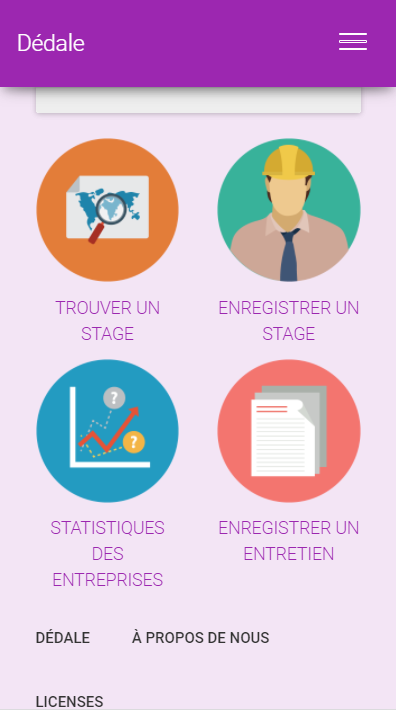 Dédale
TROUVER UN
STAGE
ENREGISTRER UN
STAGE
?
?
STATISTIQUES
DES
ENTREPRISES
ENREGISTRER UN
ENTRETIEN
DÉDALE
À PROPOS DE NOUS
LICENSES